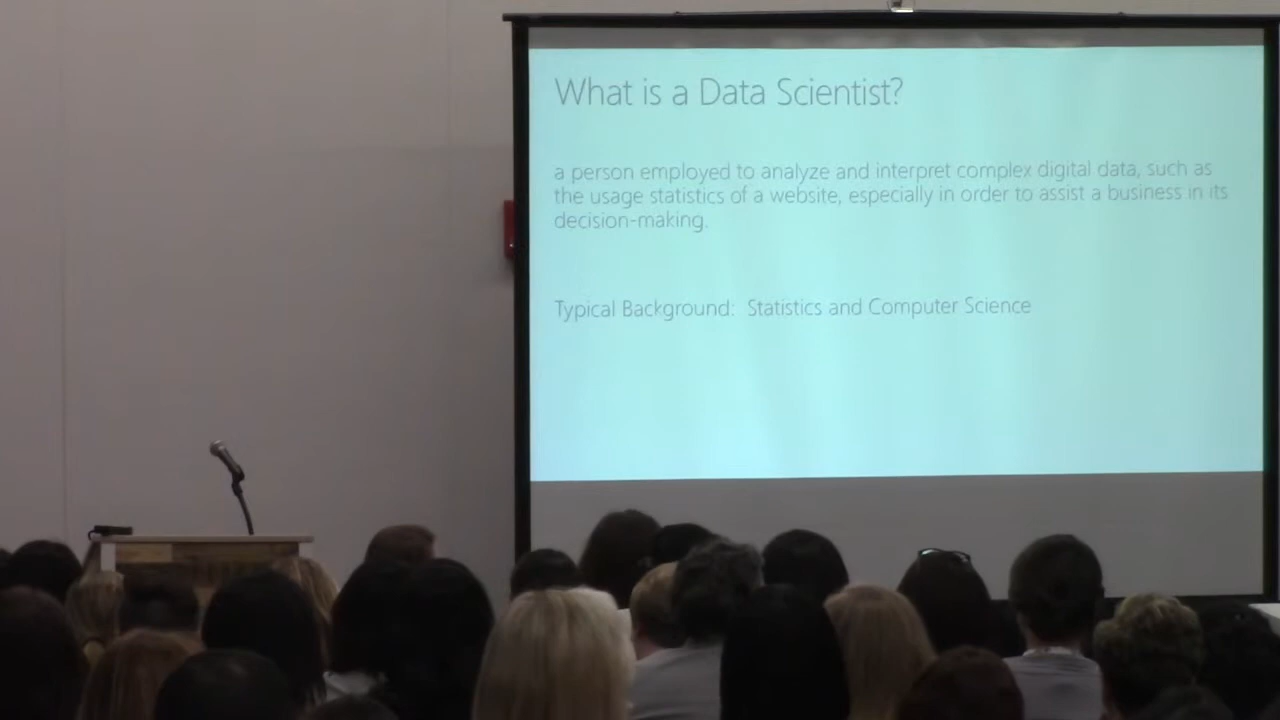 What is a Data Scientist?
a person employed to analyze and interpret complex digital data, such as
the usage statistics of a website, especially in order to assist a business in its
decision-making.
Typical Background:  Statistics and Computer Science